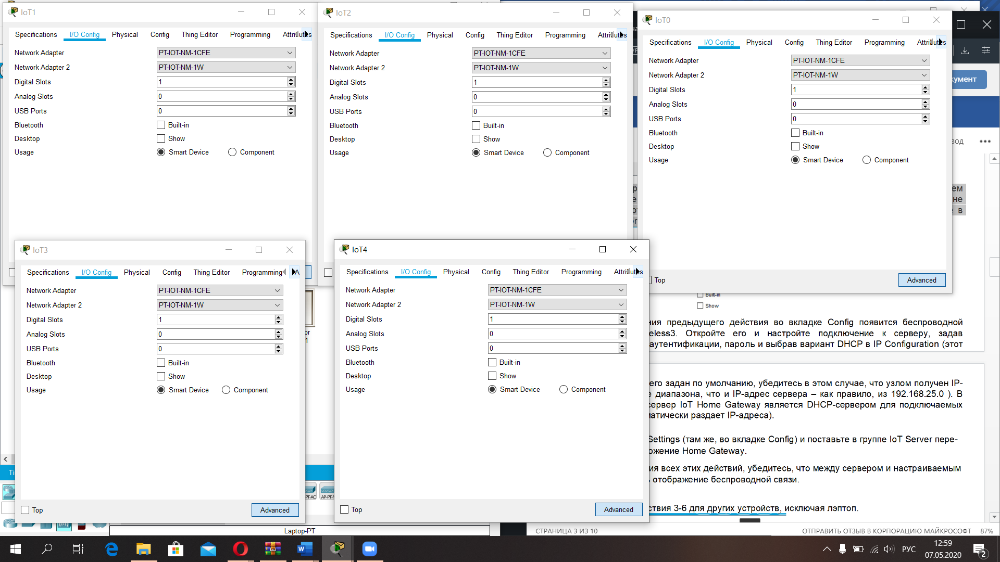 IoT1
Specifications I/O Config Physical Config Thing Editor Programming Attributes
Network Adapter PT-IOT-NM-1CFE
Network Adapter 2 PT-IOT-NM-1W
Digital Slots 1
Analog Slots 0
USB Ports 0
Bluetooth Built-in
Desktop Show
Usage Smart Device Component
IoT2
Specifications I/O Config Physical Config Thing Editor Programming Attributes
Network Adapter PT-IOT-NM-1CFE
Network Adapter 2 PT-IOT-NM-1W
Digital Slots 1
Analog Slots 0
USB Ports 0
Bluetooth Built-in
Desktop Show
Usage Smart Device Component
IoT0
Specifications I/O Config Physical Config Thing Editor Programming Attributes
Network Adapter PT-IOT-NM-1CFE
Network Adapter 2 PT-IOT-NM-1W
Digital Slots 1
Analog Slots 0
USB Ports 0
Bluetooth Built-in
Desktop Show
Usage Smart Device Component
Top Advanced
IoT3
Specifications I/O Config Physical Config Thing Editor Programming A
Network Adapter PT-IOT-NM-1CFE
Network Adapter 2 PT-IOT-NM-1W
Digital Slots 1
Analog Slots 0
USB Ports 0
Bluetooth Built-in
Desktop Show
Usage Smart Device Component
Top Advanced
IoT4
Specifications I/O Config Physical Config Thing Editor Programming Attributes
Network Adapter PT-IOT-NM-1CFE
Network Adapter 2 PT-IOT-NM-1W
Digital Slots 1
Analog Slots 0
USB Ports 0
Bluetooth Built-in
Desktop Show
Usage Smart Device Component
Top Advanced
кумент
вод
ем
не
е в
Built-in
Show
ния предыдущего действия во вкладке Config появится беспроводной
eless3. Откройте его и настройте подключение к серверу, задав
аутентификации, пароль и выбрав вариант DHCP в IP Configuration (этот
его задан по умолчанию, убедитесь в этом случае, что узлом получен IP-
е диапазона, что и IP-адрес сервера – как правило, из 192.168.25.0 ). В
сервер IoT Home Gateway является DHCP-сервером для подключаемых
матически раздает IP-адреса).
Settings (там же, во вкладке Config) и поставьте в группе IoT Server пере-
ожение Home Gateway.
ия всех этих действий, убедитесь, что между сервером и настраиваемым
ь отображение беспроводной связи.
ствия 3-6 для других устройств, исключая лэптоп.
or
1
Ti
PT-AC AP-PT-
Laptop-PT
СТРАНИЦА 3 ИЗ 10 ОТПРАВИТЬ ОТЗЫВ В КОРПОРАЦИЮ МАЙКРОСОФТ 87%
РУС
12:59
07.05.2020
2